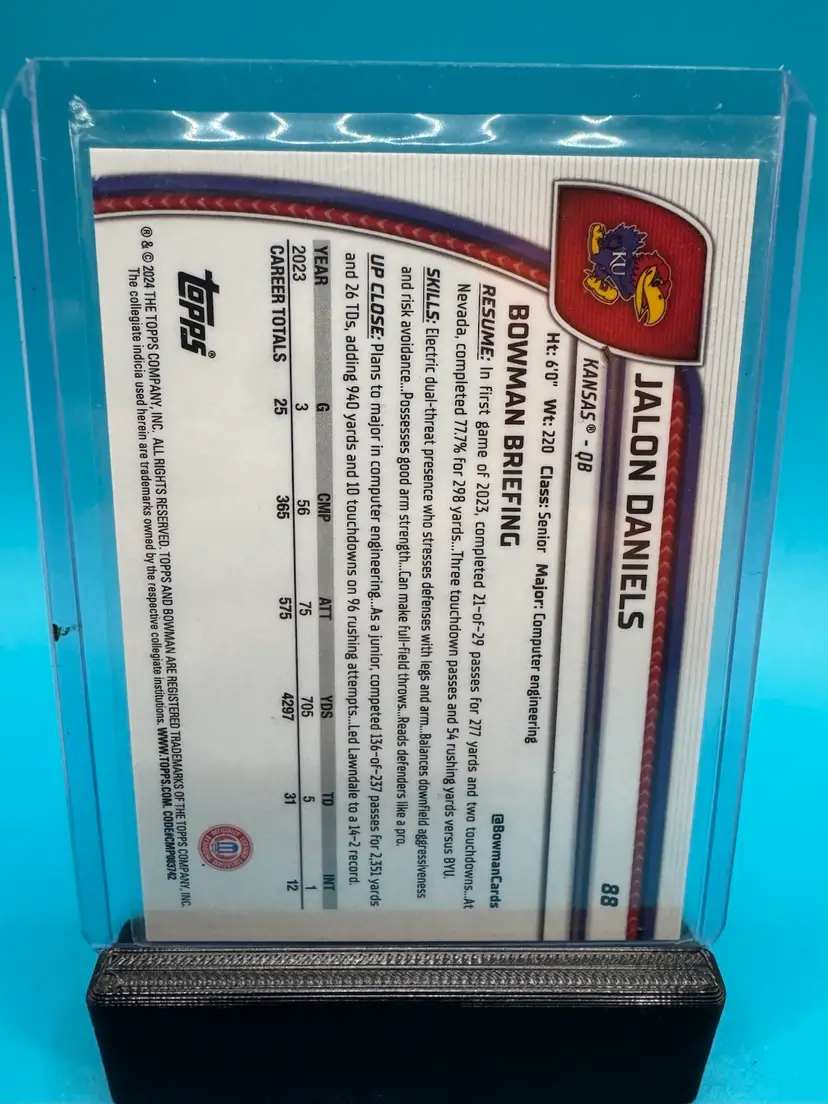 88
JALON DANIELS
KU
KANSAS® - QB
Ht: 6'0" Wt: 220 Class: Senior Major: Computer engineering
BOWMAN BRIEFING
@BowmanCards
RESUME: In first game of 2023, completed 21-of-29 passes for 277 yards and two touchdowns...At
Nevada, completed 77.7% for 298 yards...Three touchdown passes and 54 rushing yards versus BYU.
SKILLS: Electric dual-threat presence who stresses defenses with legs and arm...Balances downfield aggressiveness
and risk avoidance...Possesses good arm strength...Can make full-field throws...Reads defenders like a pro.
UP CLOSE: Plans to major in computer engineering...As a junior, competed 136-of-237 passes for 2,351 yards
and 26 TDs, adding 940 yards and 10 touchdowns on 96 rushing attempts...Led Lawndale to a 14-2 record.
YEAR G CMP ATT YDS TD INT
2023 3 56 75 705 5 1
CAREER TOTALS 25 365 575 4297 31 12
topps®
® & © 2024 THE TOPPS COMPANY, INC. ALL RIGHTS RESERVED. TOPPS AND BOWMAN ARE REGISTERED TRADEMARKS OF THE TOPPS COMPANY, INC.
The collegiate indicia used herein are trademarks owned by the respective collegiate institutions. WWW.TOPPS.COM. CODE#CMP083742